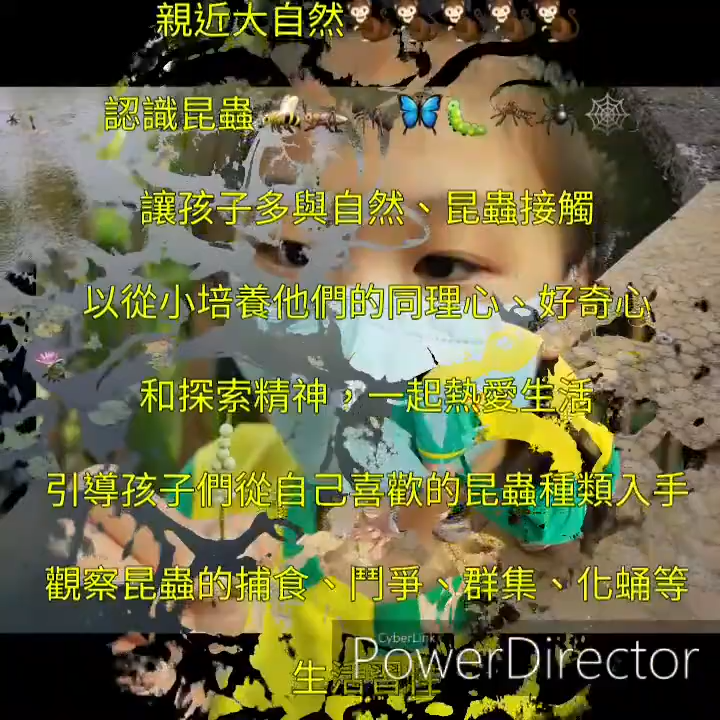 親近大自然🐒🐒🐒🐒🐒
認識昆蟲🐝🦗🐜🦋🐛🦟🕷🕸
讓孩子多與自然、昆蟲接觸
以從小培養他們的同理心、好奇心
和探索精神，一起熱愛生活
引導孩子們從自己喜歡的昆蟲種類入手
觀察昆蟲的捕食、鬥爭、群集、化蛹等
生活習性
CyberLink
PowerDirector